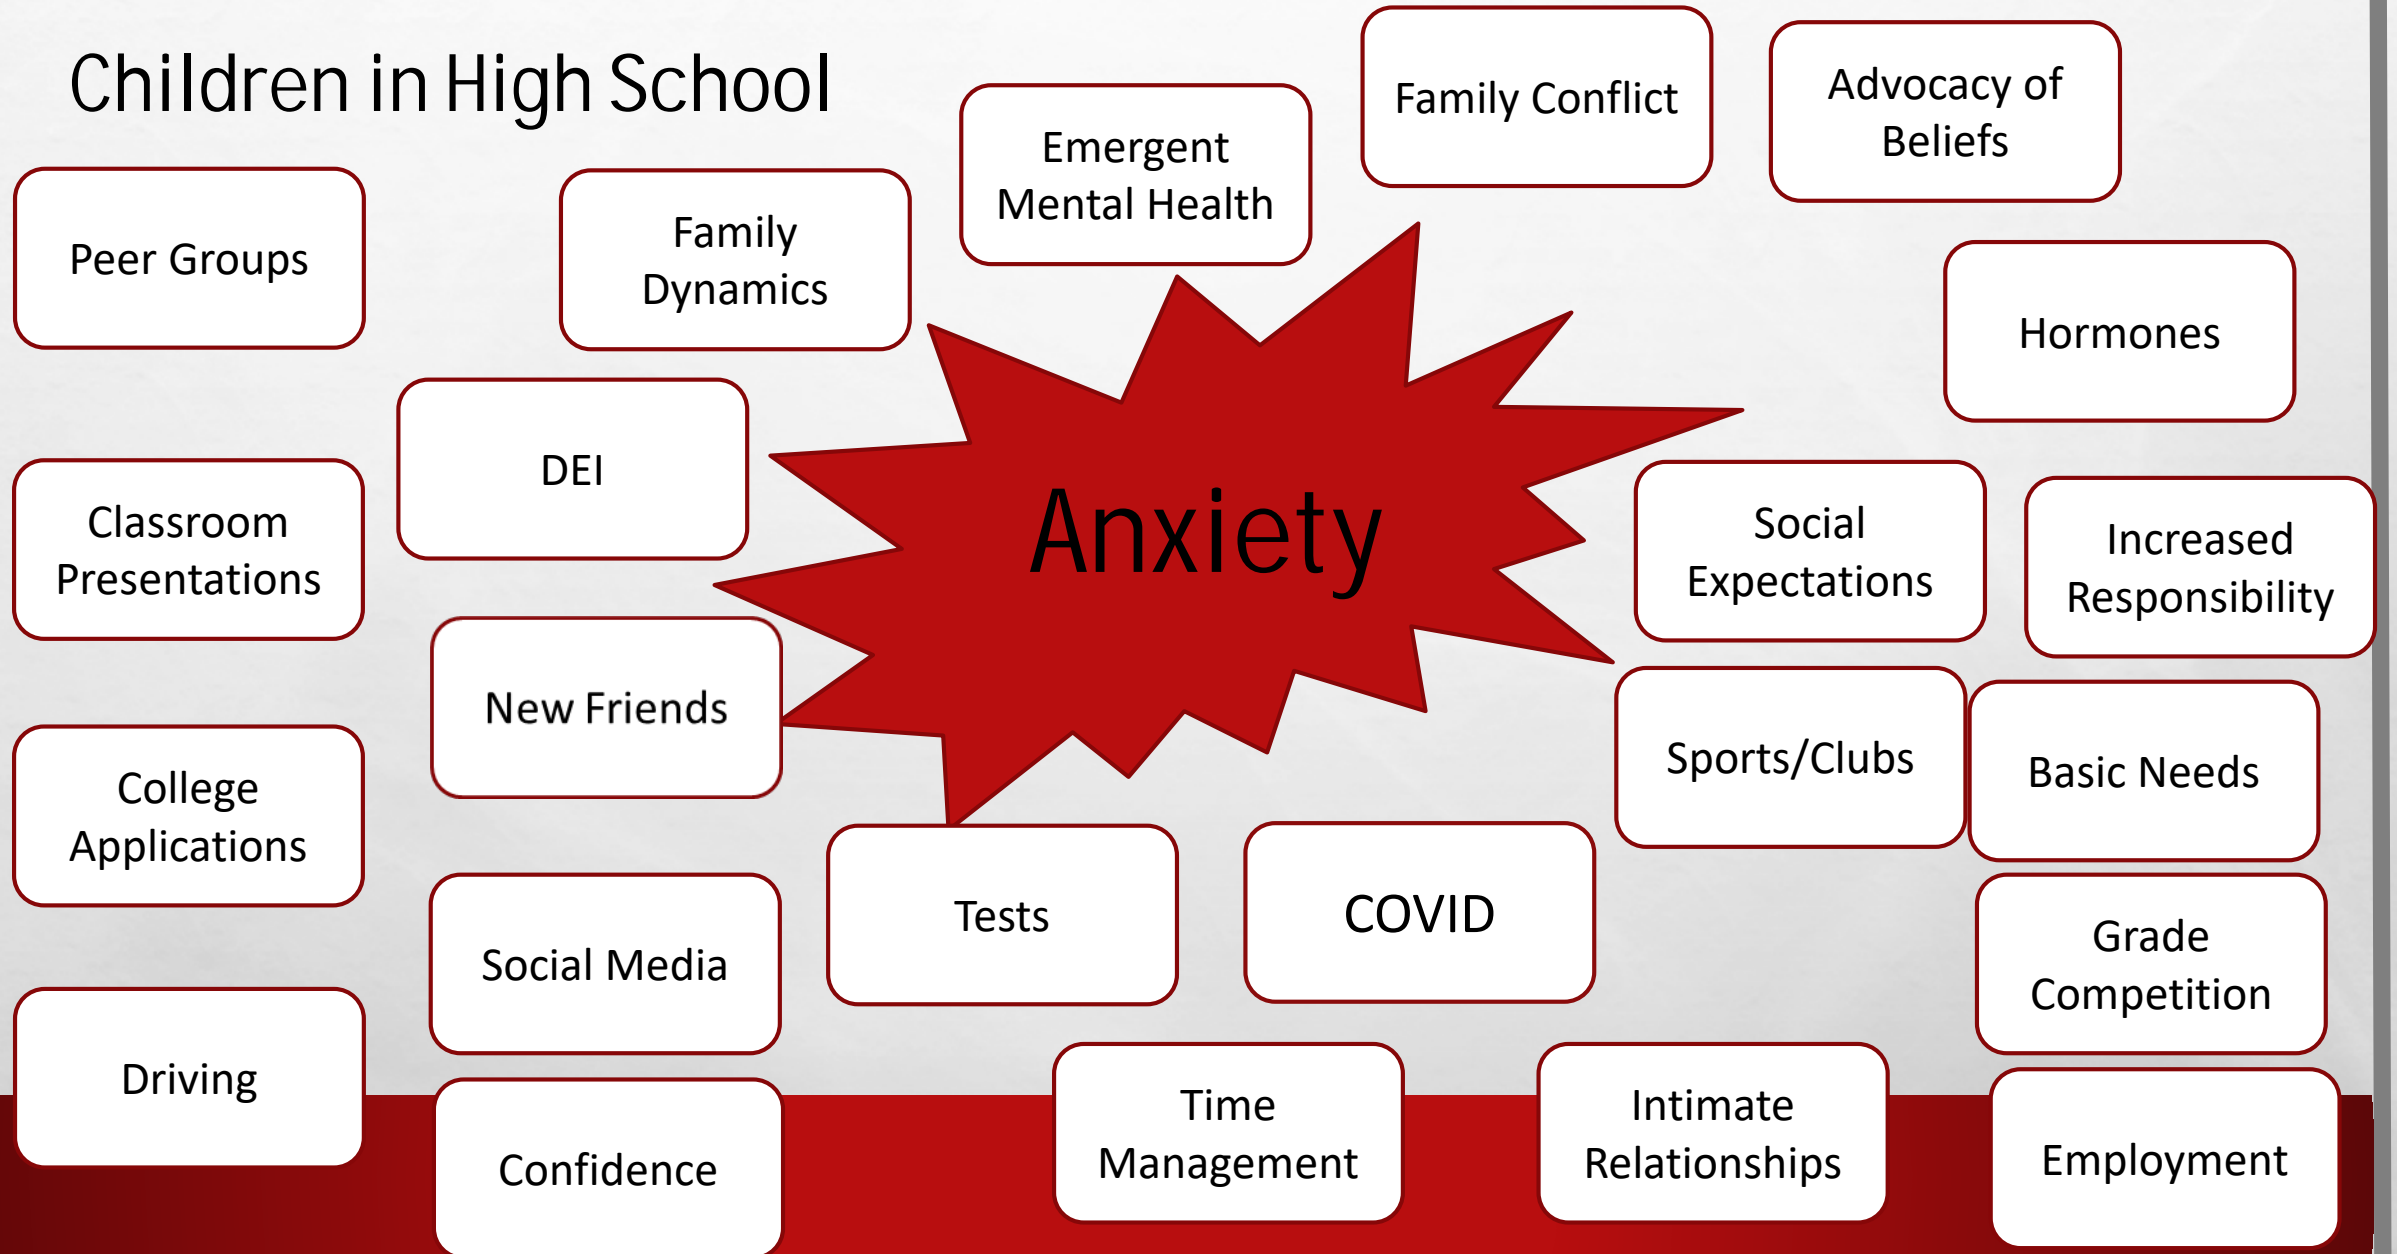 Children in High School
Family Conflict
Advocacy of
Beliefs
Emergent
Mental Health
Peer Groups
Family
Dynamics
Hormones
DEI
Anxiety
Classroom
Presentations
Social
Expectations
Increased
Responsibility
New Friends
Sports/Clubs
Basic Needs
College
Applications
Tests
COVID
Social Media
Grade
Competition
Driving
Confidence
Time
Management
Intimate
Relationships
Employment